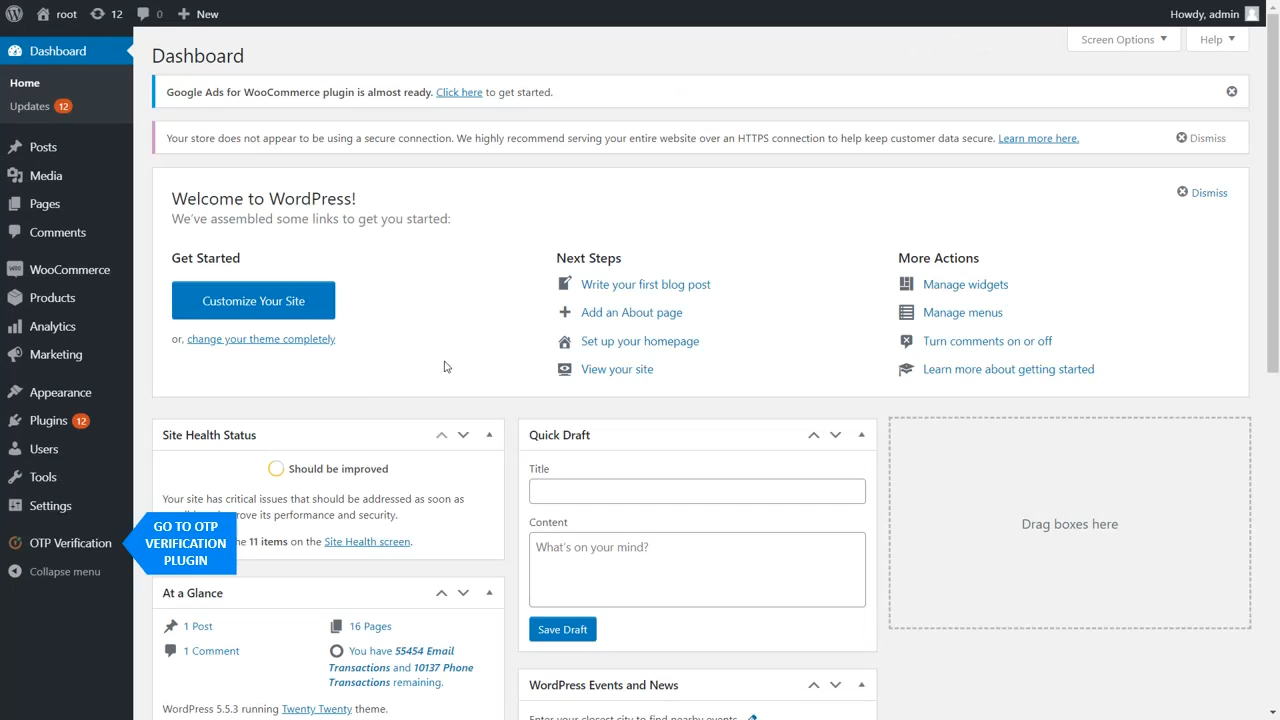 root 12 0 New Howdy, admin
Screen Options Help
Dashboard
Home
Updates 12
Posts
Media
Pages
Comments
WooCommerce
Products
Analytics
Marketing
Appearance
Plugins 12
Users
Tools
Settings
OTP Verification
Collapse menu
GO TO OTP
VERIFICATION
PLUGIN
Dashboard
Google Ads for WooCommerce plugin is almost ready. Click here to get started.
Your store does not appear to be using a secure connection. We highly recommend serving your entire website over an HTTPS connection to help keep customer data secure. Learn more here. Dismiss
Welcome to WordPress!
Dismiss
We've assembled some links to get you started:
Get Started
Customize Your Site
or, change your theme completely
Next Steps
Write your first blog post
Add an About page
Set up your homepage
View your site
More Actions
Manage widgets
Manage menus
Turn comments on or off
Learn more about getting started
Site Health Status
Should be improved
Your site has critical issues that should be addressed as soon as
rove its performance and security.
the 11 items on the Site Health screen.
At a Glance
1 Post
16 Pages
1 Comment
You have 55454 Email
Transactions and 10137 Phone
Transactions remaining.
WordPress 5.5.3 running Twenty Twenty theme.
Quick Draft
Title
Content
What's on your mind?
Save Draft
WordPress Events and News
Enter your closest city to find nearby events.
Drag boxes here